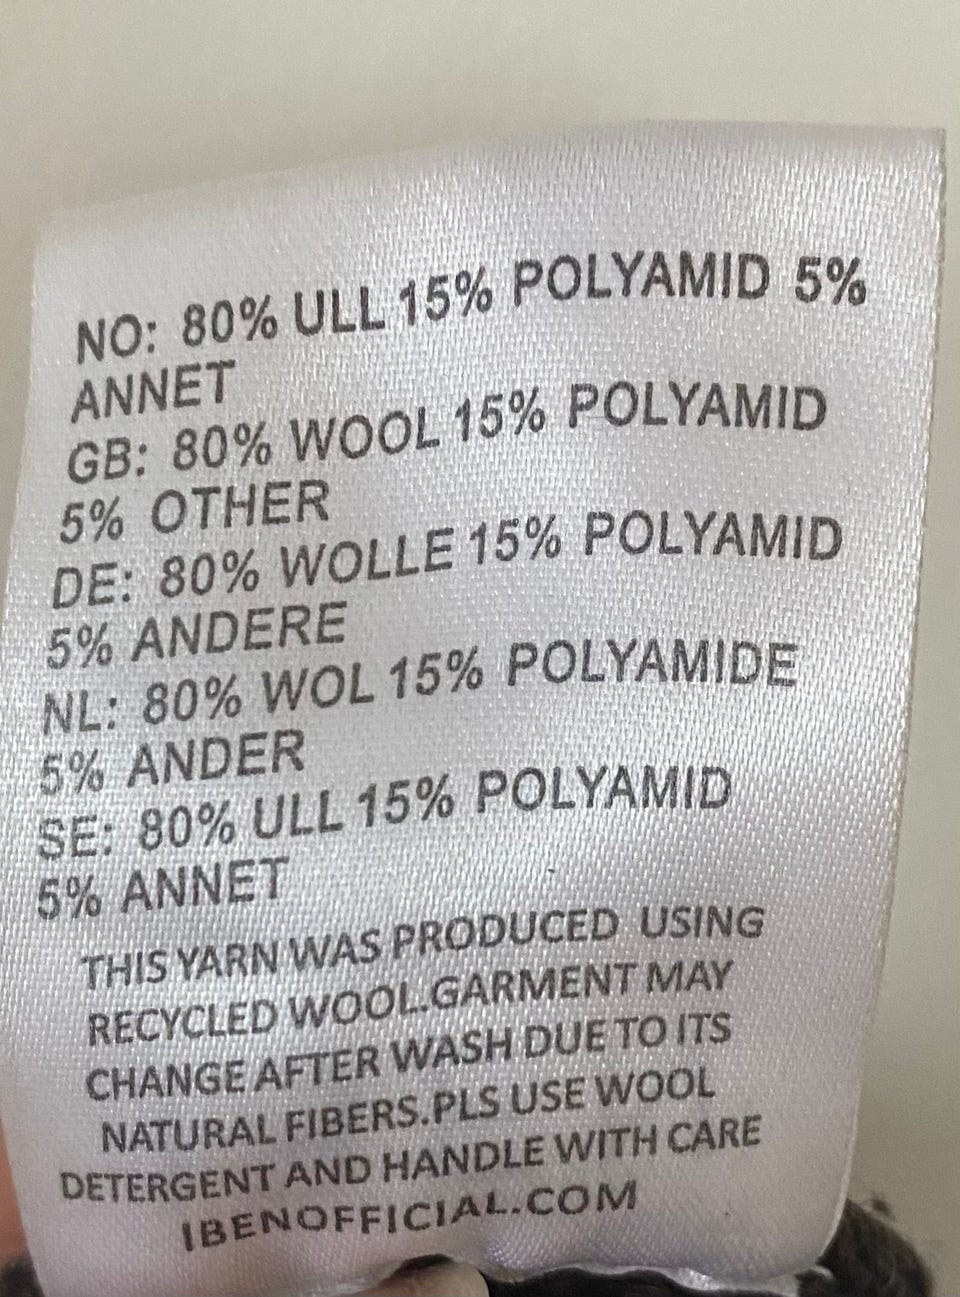 NO: 80% ULL 15% POLYAMID 5%
ANNET
GB: 80% WOOL 15% POLYAMID
5% OTHER
DE: 80% WOLLE 15% POLYAMID
5% ANDERE
NL: 80% WOL 15% POLYAMIDE
5% ANDER
SE: 80% ULL 15% POLYAMID
5% ANNET
THIS YARN WAS PRODUCED USING
RECYCLED WOOL.GARMENT MAY
CHANGE AFTER WASH DUE TO ITS
NATURAL FIBERS.PLS USE WOOL
DETERGENT AND HANDLE WITH CARE
IBENOFFICIAL.COM